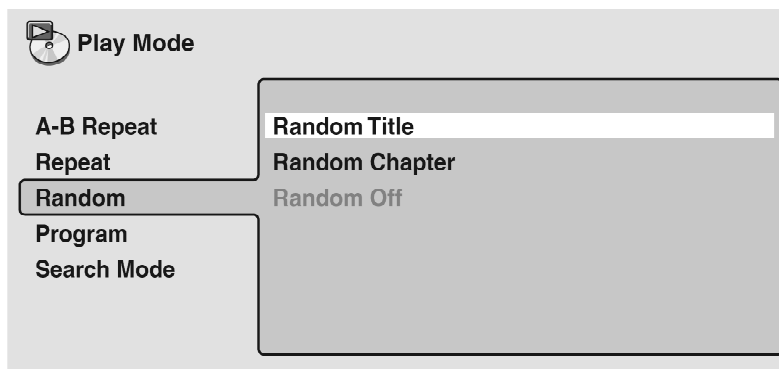 Play Mode
A-B Repeat
Repeat
Random
Program
Search Mode
Random Title
Random Chapter
Random Off